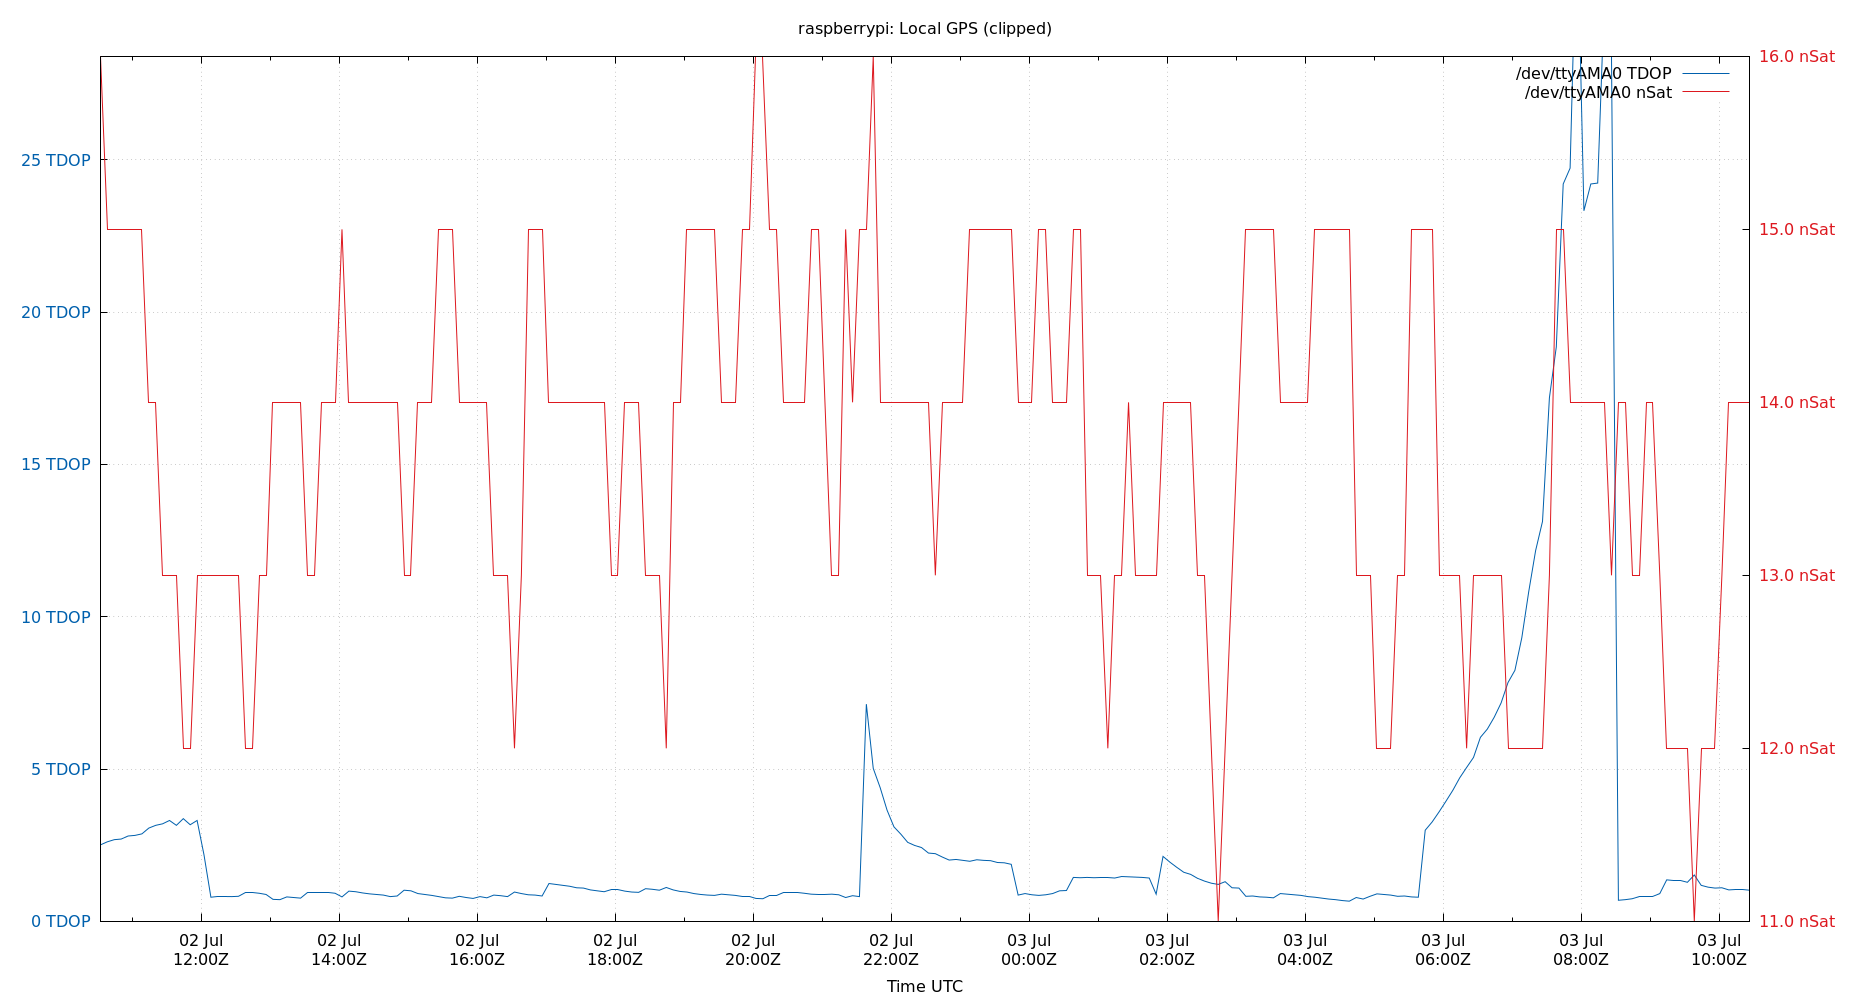 raspberrypi: Local GPS (clipped)
16.0 nSat
/dev/ttyAMA0 TDOP
/dev/ttyAMA0 nSat
25 TDOP
15.0 nSat
20 TDOP
14.0 nSat
15 TDOP
13.0 nSat
10 TDOP
12.0 nSat
5 TDOP
11.0 nSat
0 TDOP
02 Jul 02 Jul 02 Jul 02 Jul 02 Jul 02 Jul 03 Jul 03 Jul 03 Jul 03 Jul 03 Jul 03 Jul
12:00Z 14:00Z 16:00Z 18:00Z 20:00Z 22:00Z 00:00Z 02:00Z 04:00Z 06:00Z 08:00Z 10:00Z
Time UTC